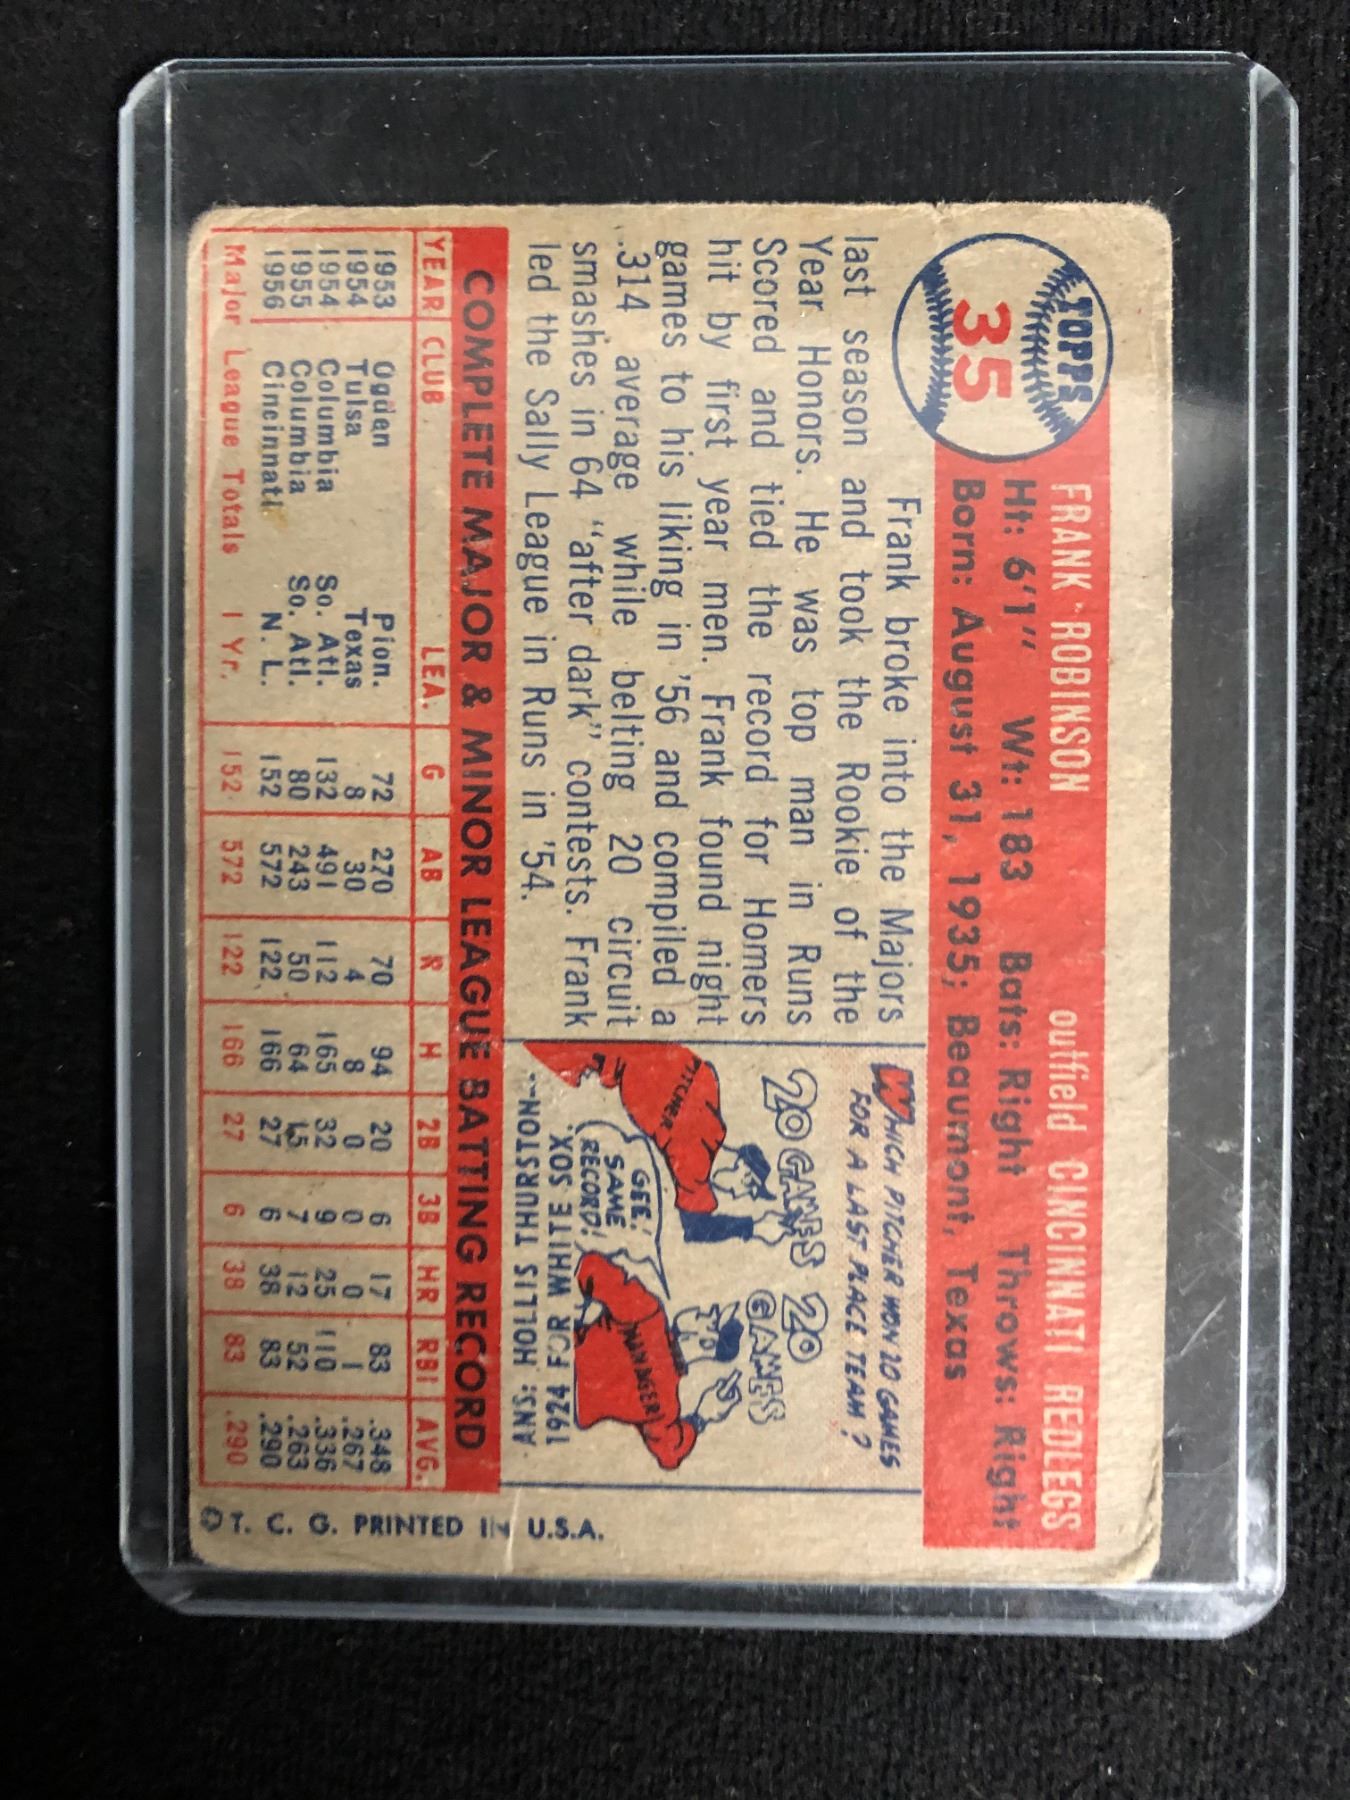 TOPPS
35
FRANK ROBINSON outfield CINCINNATI REDLEGS
Ht: 6'1" Wt: 183 Bats: Right Throws: Right
Born: August 31, 1935; Beaumont, Texas
Frank broke into the Majors
last season and took the Rookie of the
Year Honors. He was top man in Runs
Scored and tied the record for Homers
hit by first year men. Frank found night
games to his liking in '56 and compiled a
.314 average while belting 20 circuit
smashes in 64 "after dark" contests. Frank
led the Sally League in Runs in '54.
WHICH PITCHER WON 20 GAMES
FOR A LAST PLACE TEAM?
20 GAMES
20 GAMES
PITCHER
GEE!
SAME
RECORD!
MANAGER
ANS: HOLLIS THURSTON--
1924 FOR WHITE SOX.
COMPLETE MAJOR & MINOR LEAGUE BATTING RECORD
YEAR CLUB LEA. G AB R H 2B 3B HR RBI AVG.
1953 Ogden Pion. 72 270 70 94 20 6 17 83 .348
1954 Tulsa Texas 8 30 4 8 0 0 0 1 .267
1954 Columbia So. Atl. 132 491 112 165 32 9 25 110 .336
1955 Columbia So. Atl. 80 243 50 64 15 7 12 52 .263
1956 Cincinnati N. L. 152 572 122 166 27 6 38 83 .290
Major League Totals 1 Yr. 152 572 122 166 27 6 38 83 .290
© T. C. G. PRINTED IN U.S.A.